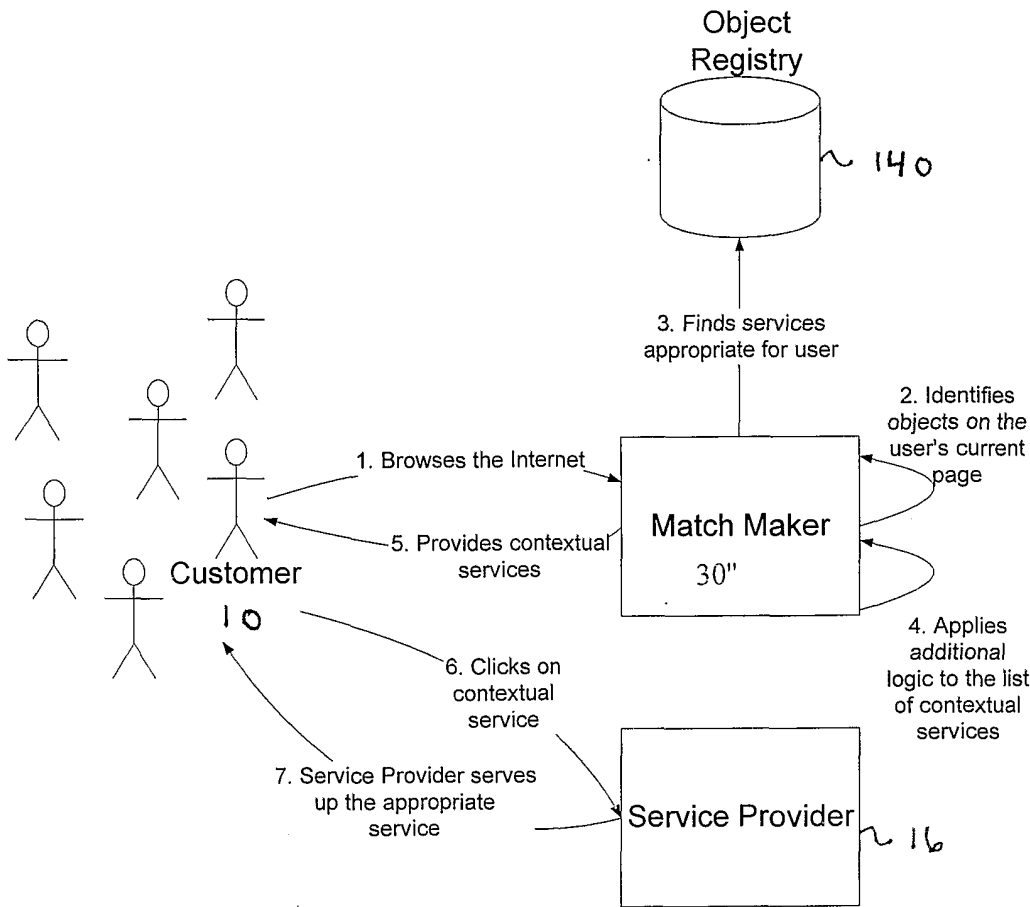 Object
Registry
140
3. Finds services
appropriate for user
2. Identifies
objects on the
user's current
page
1. Browses the Internet
Match Maker
30"
5. Provides contextual
services
Customer
10
4. Applies
additional
logic to the list
of contextual
services
6. Clicks on
contextual
service
7. Service Provider serves
up the appropriate
service
Service Provider
16